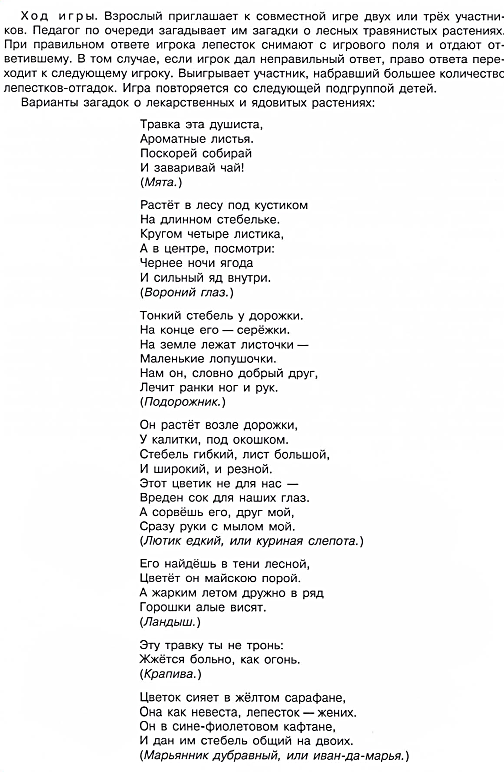 Ход игры. Взрослый приглашает к совместной игре двух или трёх участни-
ков. Педагог по очереди загадывает им загадки о лесных травянистых растениях.
При правильном ответе игрока лепесток снимают с игрового поля и отдают от-
ветившему. В том случае, если игрок дал неправильный ответ, право ответа пере-
ходит к следующему игроку. Выигрывает участник, набравший большее количество
лепестков-отгадок. Игра повторяется со следующей подгруппой детей.
Варианты загадок о лекарственных и ядовитых растениях:
Травка эта душиста,
Ароматные листья.
Поскорей собирай
И заваривай чай!
(Мята.)
Растёт в лесу под кустиком
На длинном стебельке.
Кругом четыре листика,
А в центре, посмотри:
Чернее ночи ягода
И сильный яд внутри.
(Вороний глаз.)
Тонкий стебель у дорожки.
На конце его — серёжки.
На земле лежат листочки —
Маленькие лопушочки.
Нам он, словно добрый друг,
Лечит ранки ног и рук.
(Подорожник.)
Он растёт возле дорожки,
У калитки, под окошком.
Стебель гибкий, лист большой,
И широкий, и резной.
Этот цветик не для нас —
Вреден сок для наших глаз.
А сорвёшь его, друг мой,
Сразу руки с мылом мой.
(Лютик едкий, или куриная слепота.)
Его найдёшь в тени лесной,
Цветёт он майскою порой.
А жарким летом дружно в ряд
Горошки алые висят.
(Ландыш.)
Эту травку ты не тронь:
Жжётся больно, как огонь.
(Крапива.)
Цветок сияет в жёлтом сарафане,
Она как невеста, лепесток — жених.
Он в сине-фиолетовом кафтане,
И дан им стебель общий на двоих.
(Марьянник дубравный, или иван-да-марья.)